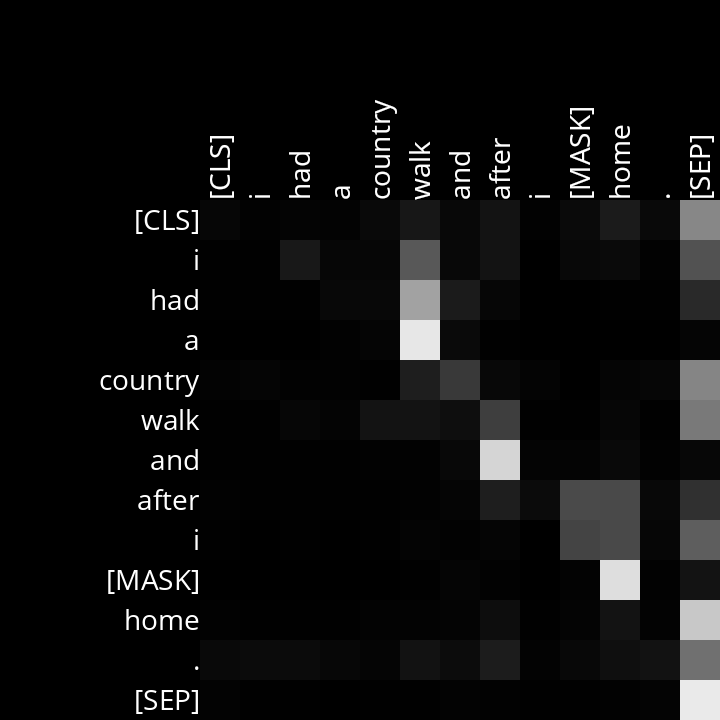 [CLS] i had a country walk and after i [MASK] home . [SEP]
[CLS]
i
had
a
country
walk
and
after
i
[MASK]
home
.
[SEP]